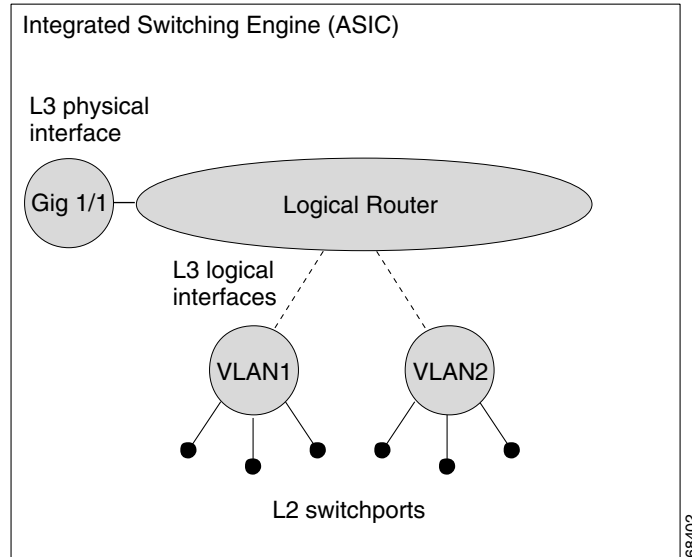 Integrated Switching Engine (ASIC)
L3 physical
interface
Gig 1/1
Logical Router
L3 logical
interfaces
VLAN1
VLAN2
L2 switchports
68402